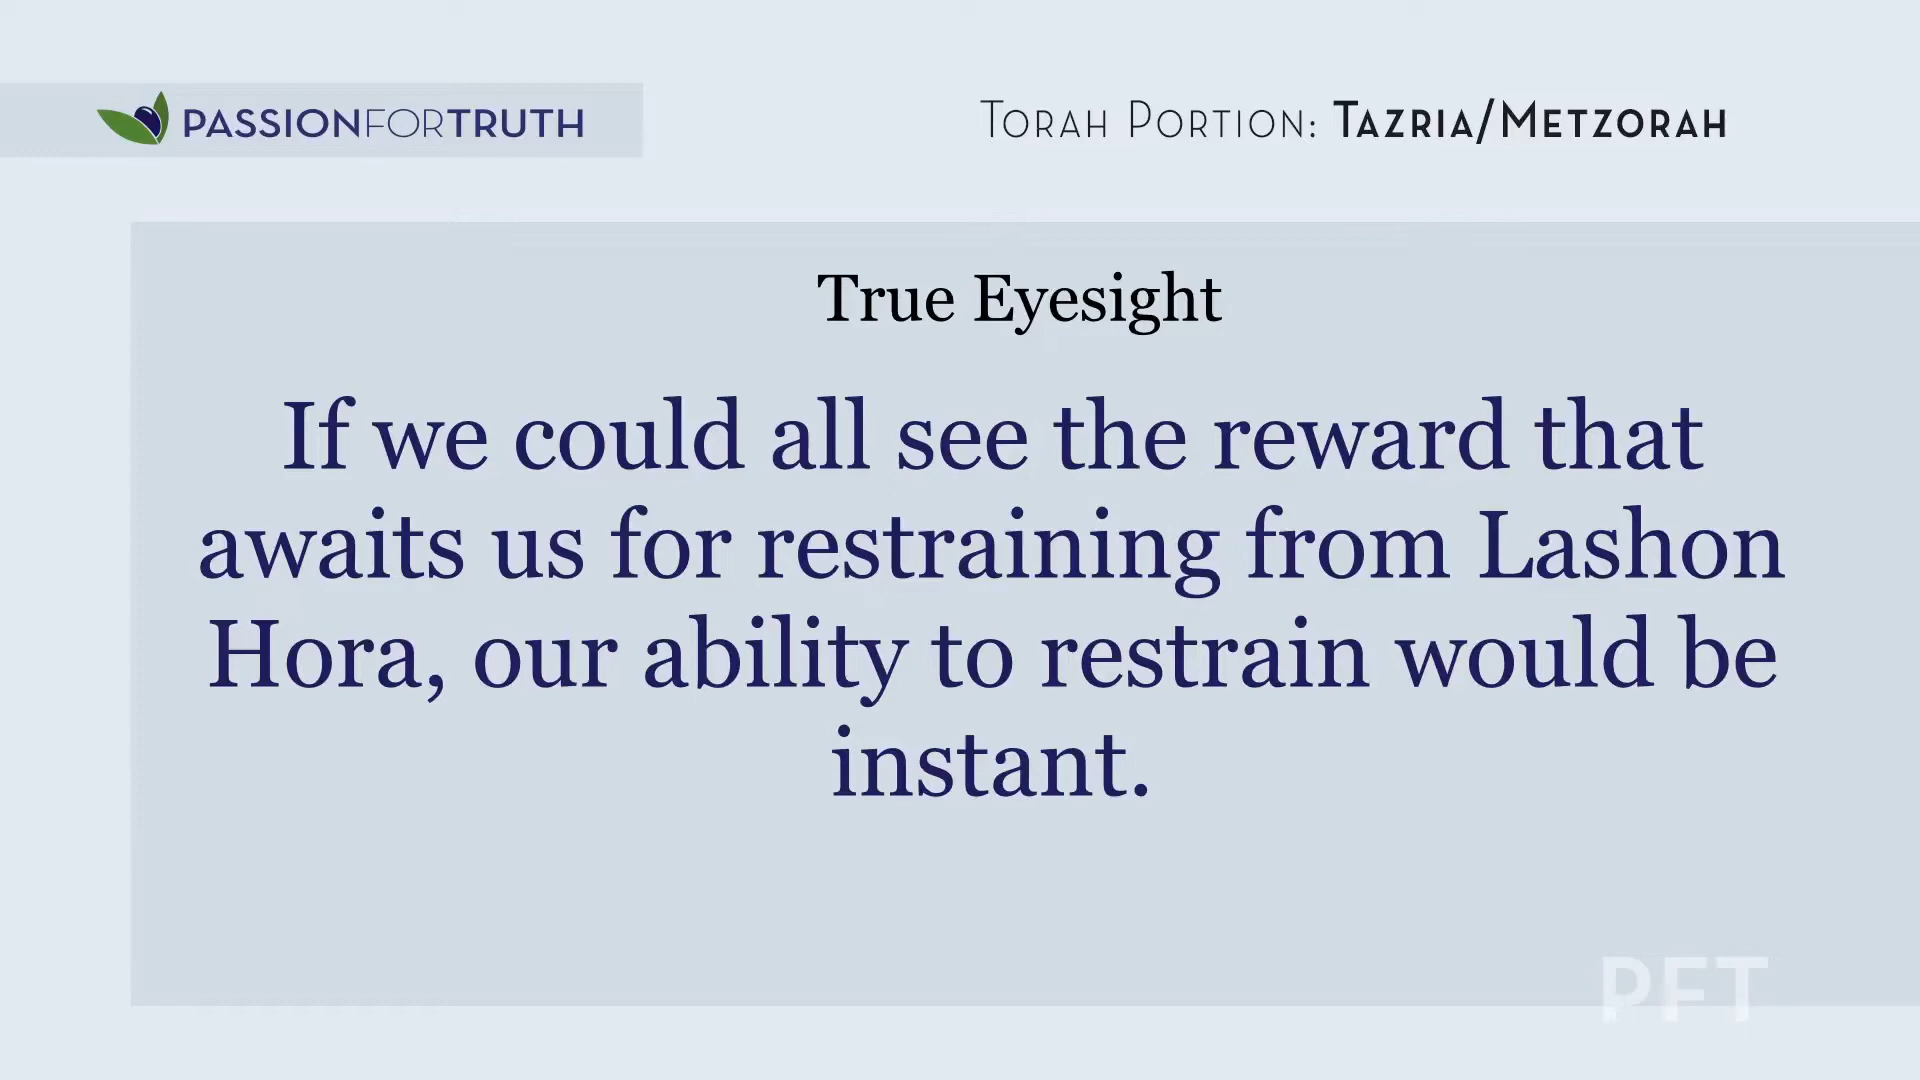 PASSIONFORTRUTH
TORAH PORTION: TAZRIA/METZORAH
True Eyesight
If we could all see the reward that
awaits us for restraining from Lashon
Hora, our ability to restrain would be
instant.
PFT